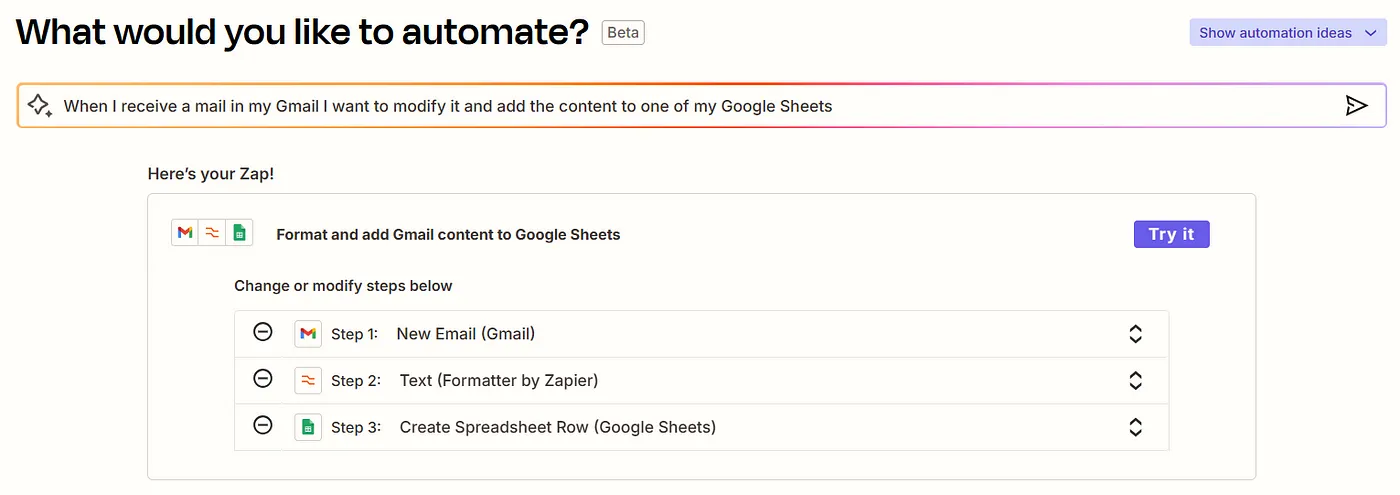 What would you like to automate? Beta
Show automation ideas
When I receive a mail in my Gmail I want to modify it and add the content to one of my Google Sheets
Here’s your Zap!
Format and add Gmail content to Google Sheets
Try it
Change or modify steps below
Step 1: New Email (Gmail)
Step 2: Text (Formatter by Zapier)
Step 3: Create Spreadsheet Row (Google Sheets)